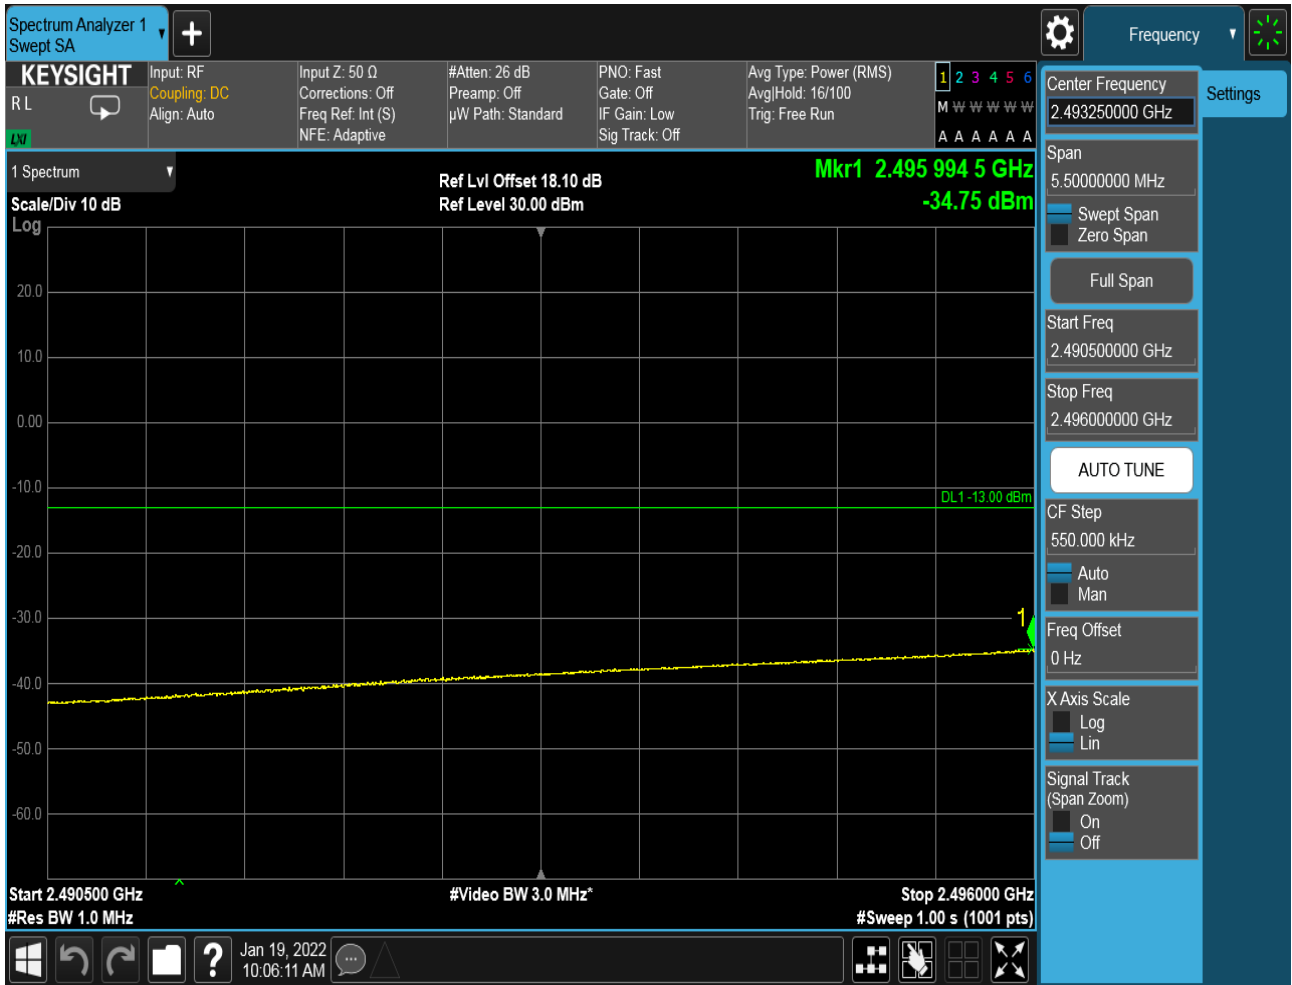 Spectrum Analyzer 1
Swept SA
Frequency
KEYSIGHT
R L
LXI
Input: RF
Coupling: DC
Align: Auto
Input Z: 50 Ω
Corrections: Off
Freq Ref: Int (S)
NFE: Adaptive
#Atten: 26 dB
Preamp: Off
µW Path: Standard
PNO: Fast
Gate: Off
IF Gain: Low
Sig Track: Off
Avg Type: Power (RMS)
Avg|Hold: 16/100
Trig: Free Run
1 2 3 4 5 6
M W W W W W
A A A A A A
1 Spectrum
Scale/Div 10 dB
Log
Ref Lvl Offset 18.10 dB
Ref Level 30.00 dBm
Mkr1 2.495 994 5 GHz
-34.75 dBm
20.0
10.0
0.00
-10.0
DL1 -13.00 dBm
-20.0
-30.0
1
-40.0
-50.0
-60.0
Start 2.490500 GHz
#Video BW 3.0 MHz*
Stop 2.496000 GHz
#Res BW 1.0 MHz
#Sweep 1.00 s (1001 pts)
Jan 19, 2022
10:06:11 AM
Center Frequency
2.493250000 GHz
Settings
Span
5.50000000 MHz
Swept Span
Zero Span
Full Span
Start Freq
2.490500000 GHz
Stop Freq
2.496000000 GHz
AUTO TUNE
CF Step
550.000 kHz
Auto
Man
Freq Offset
0 Hz
X Axis Scale
Log
Lin
Signal Track
(Span Zoom)
On
Off